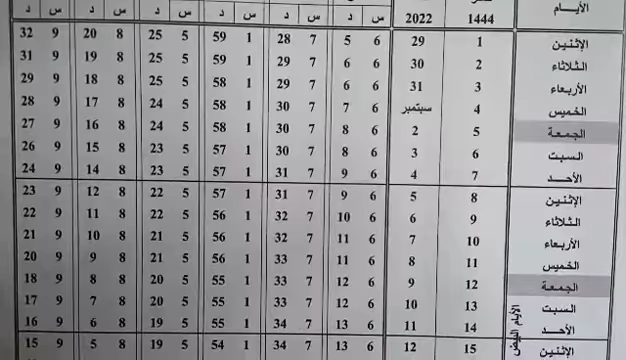 الأيــام 1444 2022 س د س د س د س د س د
الإثنين 1 29 6 5 7 28 1 59 5 25 8 20 9 32
الثلاثاء 2 30 6 6 7 29 1 59 5 25 8 19 9 31
الأربعاء 3 31 6 6 7 29 1 58 5 25 8 18 9 29
الخميس 4 سبتمبر 6 7 7 30 1 58 5 24 8 17 9 28
الجمعة 5 2 6 8 7 30 1 58 5 24 8 16 9 27
السبت 6 3 6 8 7 30 1 57 5 23 8 15 9 26
الأحـد 7 4 6 9 7 31 1 57 5 23 8 14 9 24
الإثنين 8 5 6 9 7 31 1 57 5 22 8 12 9 23
الثلاثاء 9 6 6 10 7 32 1 56 5 22 8 11 9 22
الأربعاء 10 7 6 11 7 32 1 56 5 21 8 10 9 21
الخميس 11 8 6 11 7 33 1 56 5 21 8 9 9 20
الجمعة 12 9 6 12 7 33 1 55 5 20 8 8 9 18
السبت 13 10 6 12 7 33 1 55 5 20 8 7 9 17
الأحـد 14 11 6 13 7 34 1 55 5 19 8 6 9 16
الإثنين 15 12 6 13 7 34 1 54 5 19 8 5 9 15
الأيام البيض